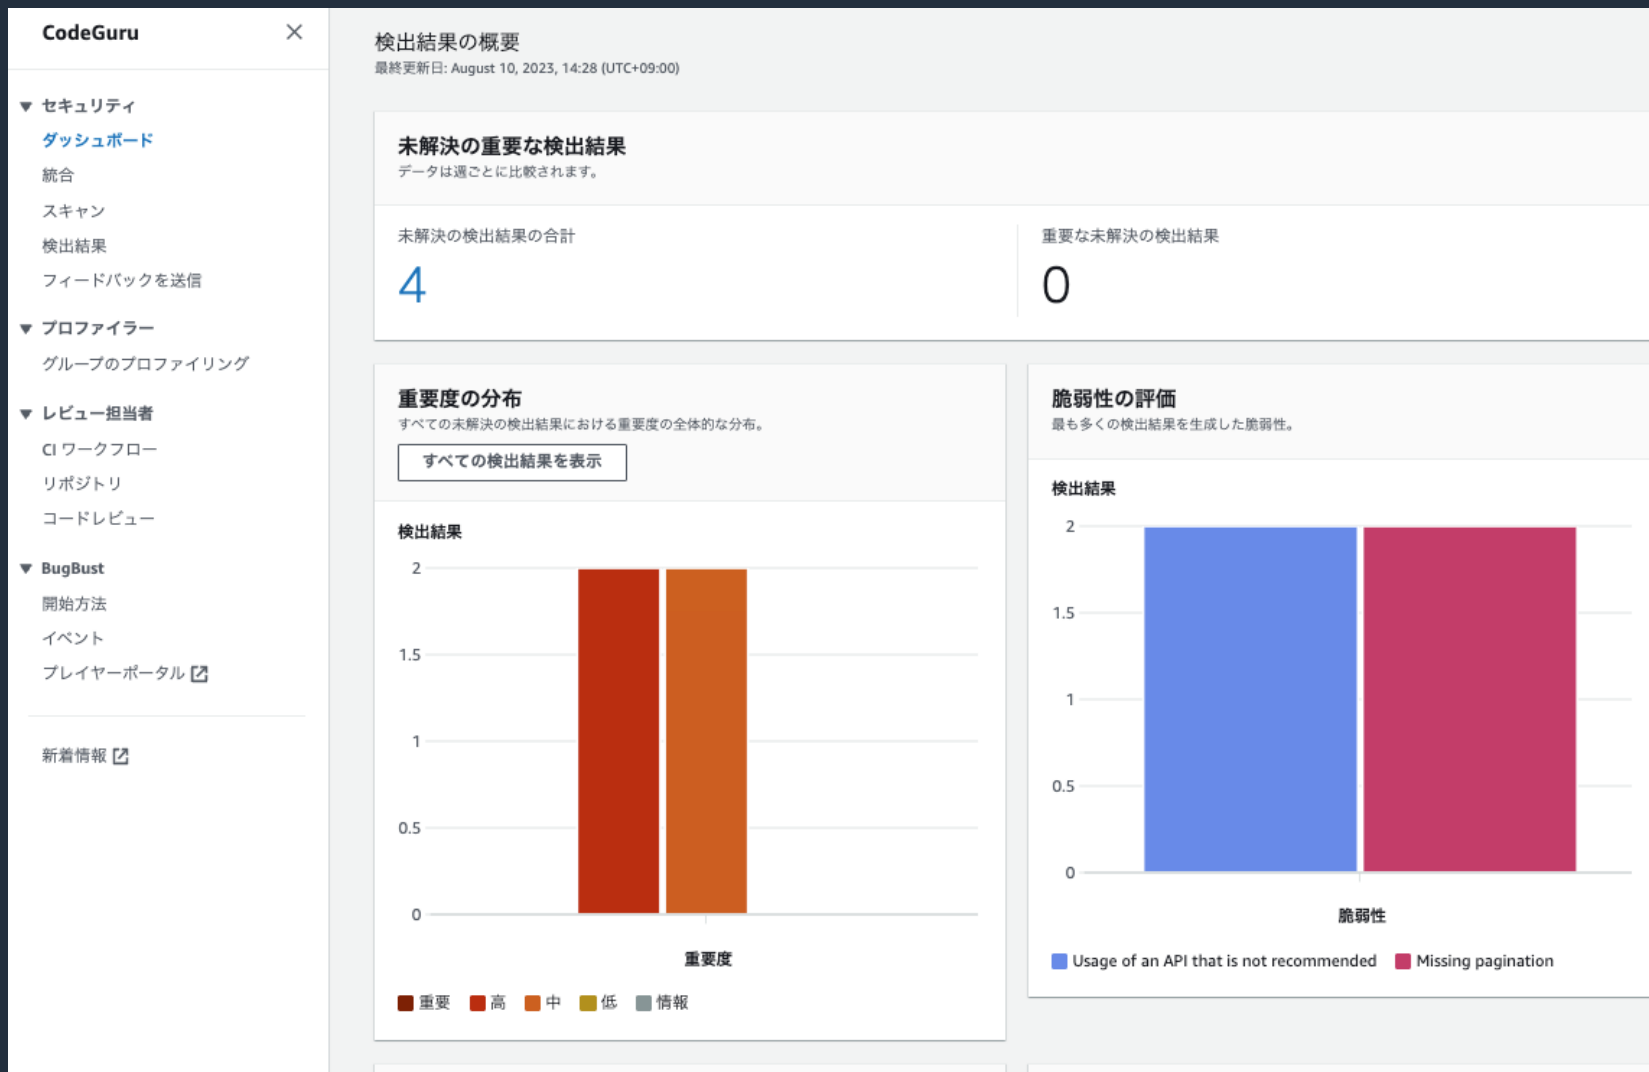 CodeGuru
セキュリティ
ダッシュボード
統合
スキャン
検出結果
フィードバックを送信
プロファイラー
グループのプロファイリング
レビュー担当者
CI ワークフロー
リポジトリ
コードレビュー
BugBust
開始方法
イベント
プレイヤーポータル
新着情報
検出結果の概要
最終更新日: August 10, 2023, 14:28 (UTC+09:00)
未解決の重要な検出結果
データは週ごとに比較されます。
未解決の検出結果の合計
4
重要な未解決の検出結果
0
重要度の分布
すべての未解決の検出結果における重要度の全体的な分布。
すべての検出結果を表示
検出結果
2
1.5
1
0.5
0
重要度
重要 高 中 低 情報
脆弱性の評価
最も多くの検出結果を生成した脆弱性。
検出結果
2
1.5
1
0.5
0
脆弱性
Usage of an API that is not recommended Missing pagination